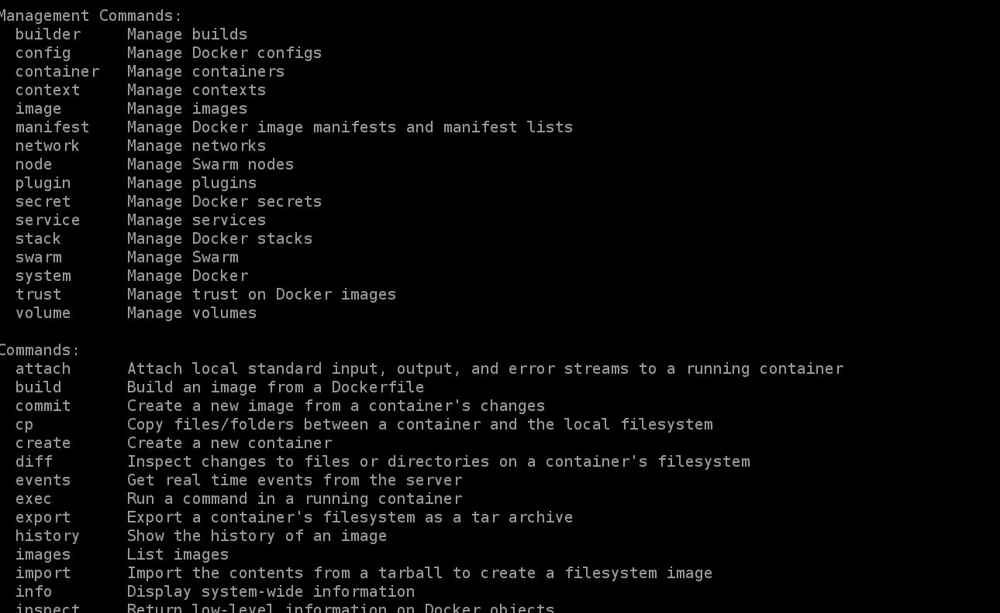 Management Commands:
  builder     Manage builds
  config      Manage Docker configs
  container   Manage containers
  context     Manage contexts
  image       Manage images
  manifest    Manage Docker image manifests and manifest lists
  network     Manage networks
  node        Manage Swarm nodes
  plugin      Manage plugins
  secret      Manage Docker secrets
  service     Manage services
  stack       Manage Docker stacks
  swarm       Manage Swarm
  system      Manage Docker
  trust       Manage trust on Docker images
  volume      Manage volumes

Commands:
  attach      Attach local standard input, output, and error streams to a running container
  build       Build an image from a Dockerfile
  commit      Create a new image from a container's changes
  cp          Copy files/folders between a container and the local filesystem
  create      Create a new container
  diff        Inspect changes to files or directories on a container's filesystem
  events      Get real time events from the server
  exec        Run a command in a running container
  export      Export a container's filesystem as a tar archive
  history     Show the history of an image
  images      List images
  import      Import the contents from a tarball to create a filesystem image
  info        Display system-wide information
  inspect     Return low-level information on Docker objects